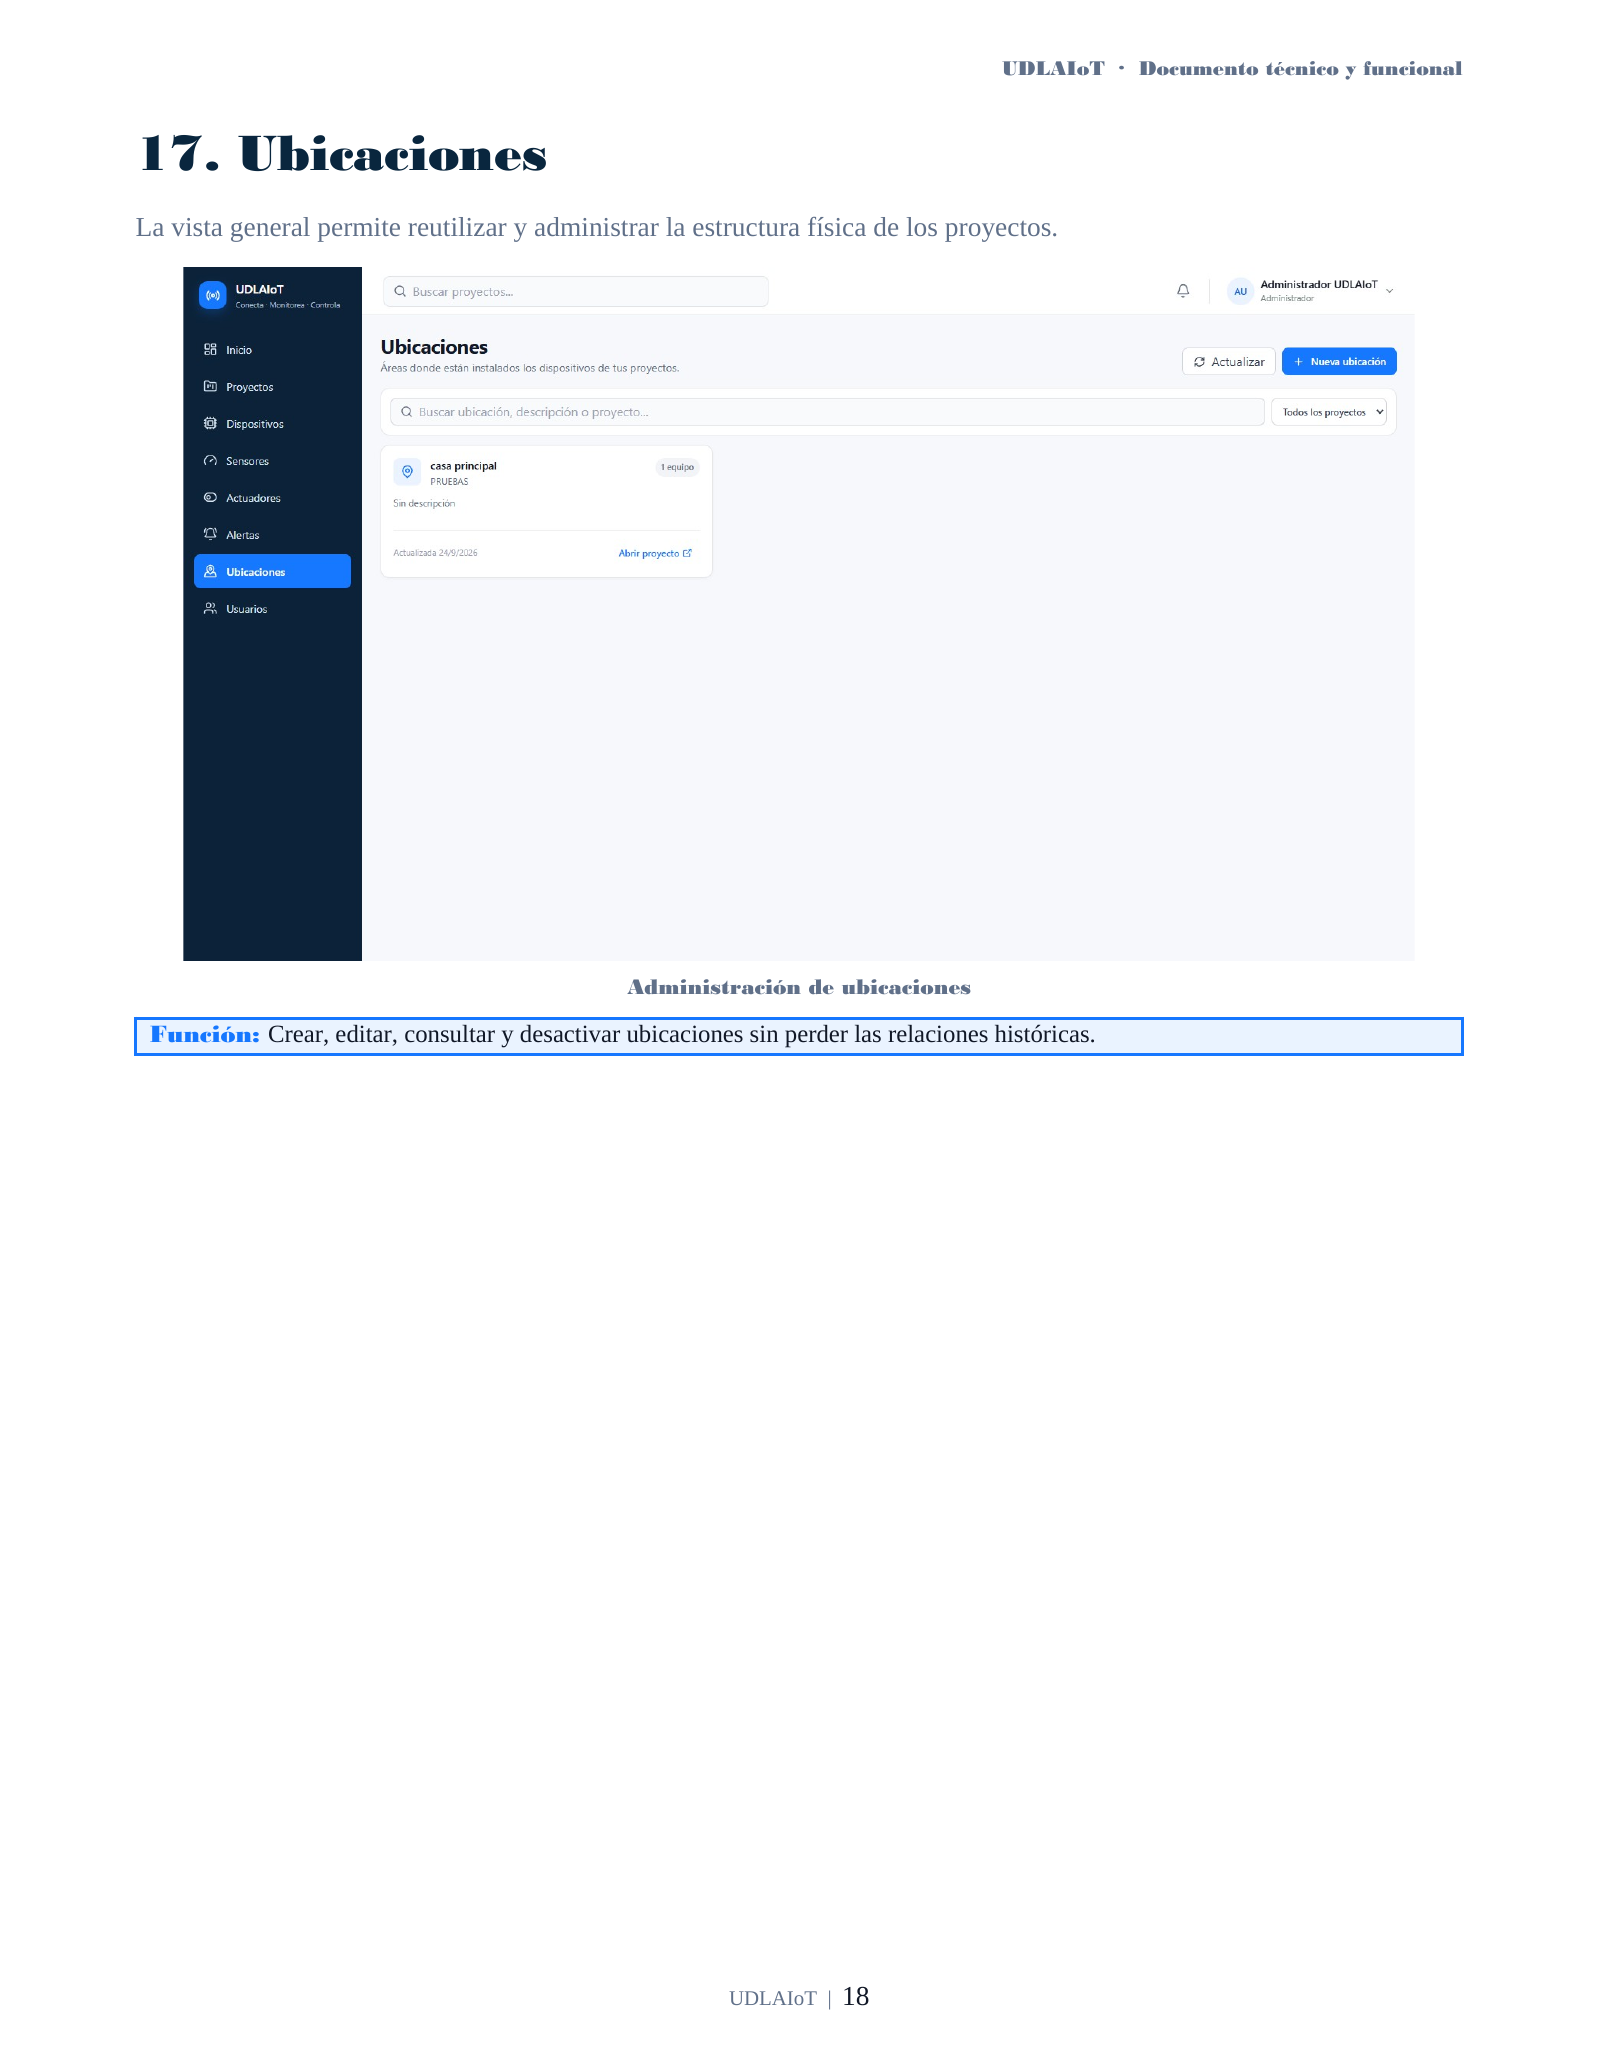 UDLAIoT · Documento técnico y funcional
17. Ubicaciones
La vista general permite reutilizar y administrar la estructura física de los proyectos.
UDLAIoT
Conecta · Monitorea · Controla
Buscar proyectos...
AU
Administrador UDLAIoT
Administrador
Inicio
Proyectos
Dispositivos
Sensores
Actuadores
Alertas
Ubicaciones
Usuarios
Ubicaciones
Áreas donde están instalados los dispositivos de tus proyectos.
Actualizar
+ Nueva ubicación
Buscar ubicación, descripción o proyecto...
Todos los proyectos
casa principal
1 equipo
PRUEBAS
Sin descripción
Actualizada 24/9/2026
Abrir proyecto
Administración de ubicaciones
Función: Crear, editar, consultar y desactivar ubicaciones sin perder las relaciones históricas.
UDLAIoT | 18